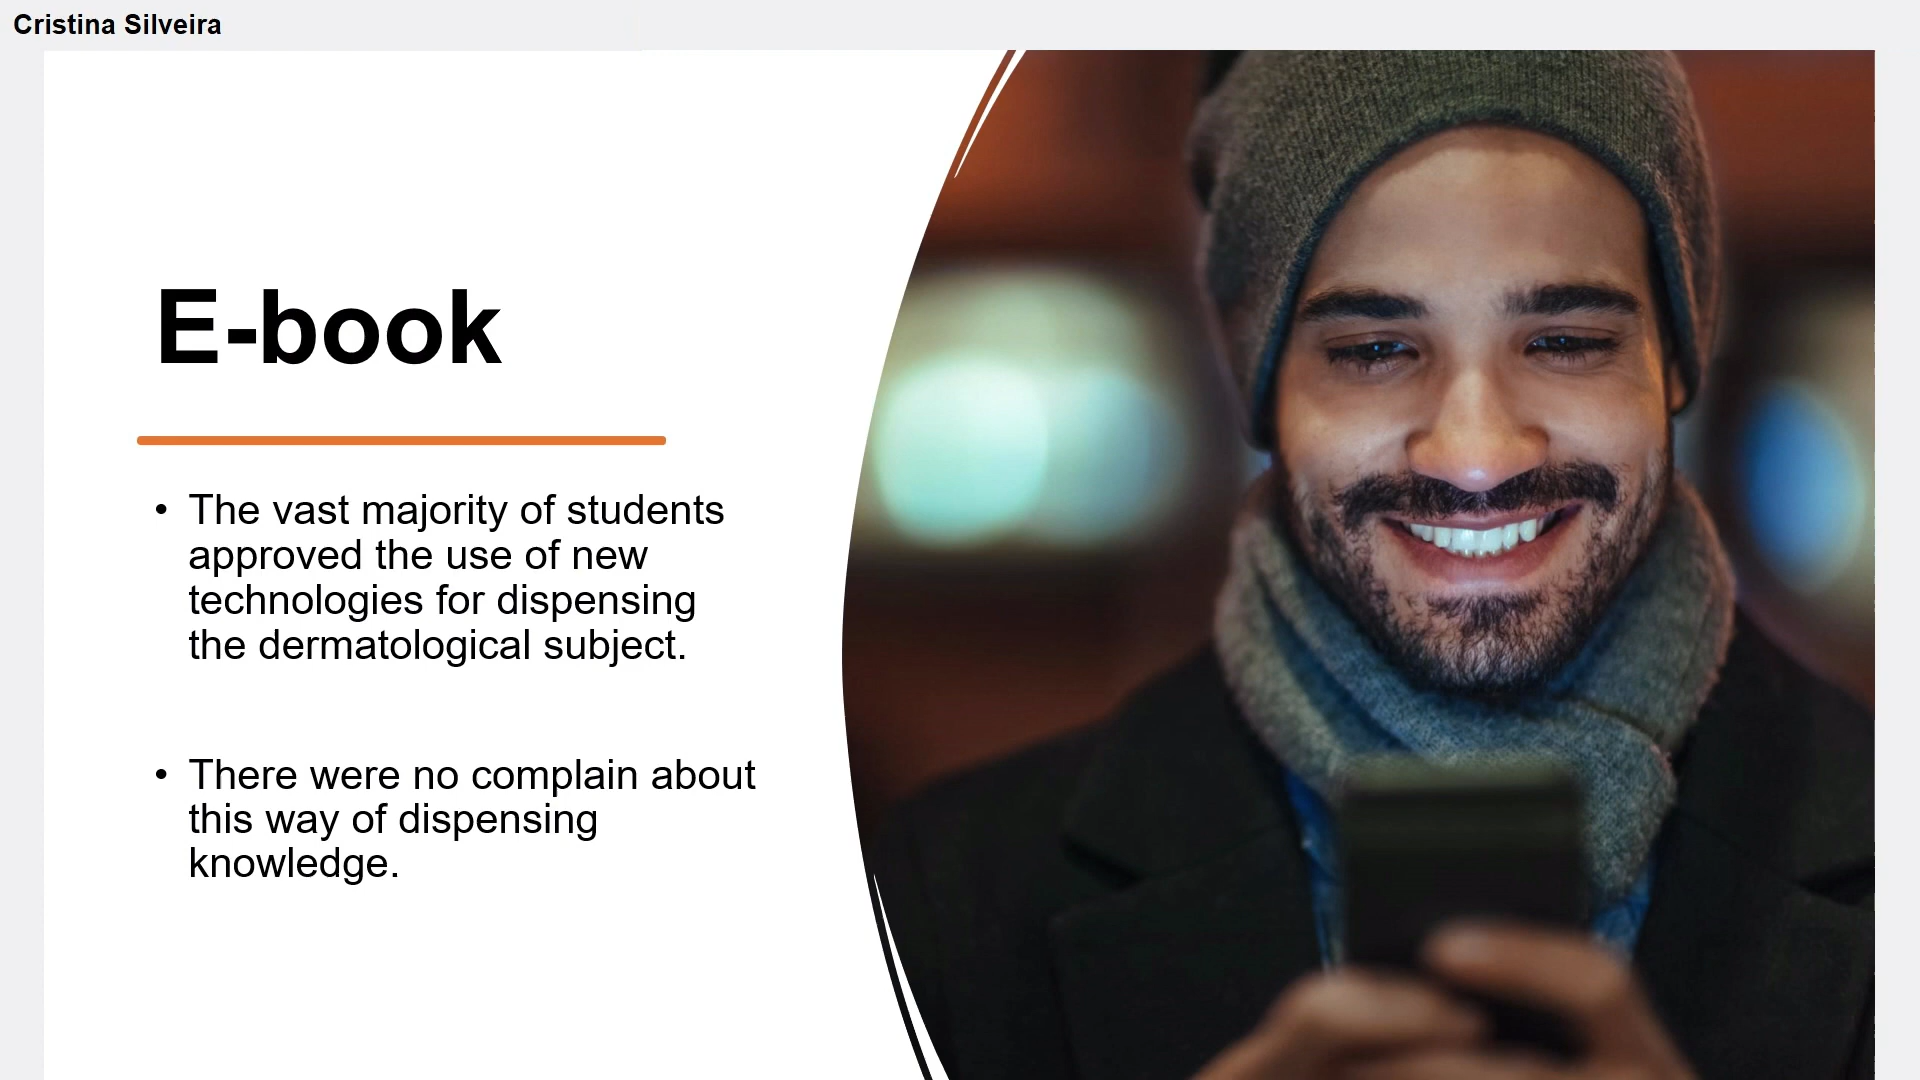 Cristina Silveira
E-book
• The vast majority of students
approved the use of new
technologies for dispensing
the dermatological subject.
• There were no complain about
this way of dispensing
knowledge.